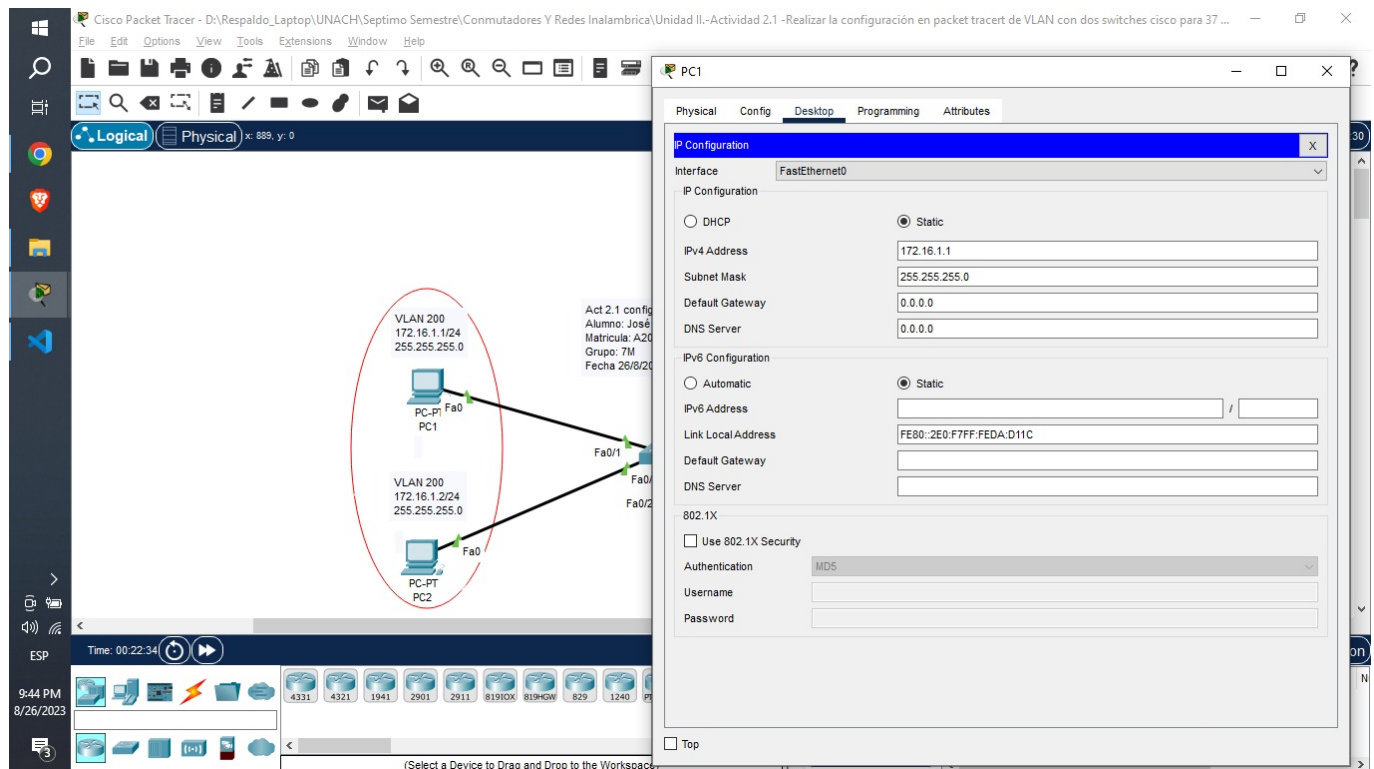 Cisco Packet Tracer - D:\Respaldo_Laptop\UNACH\Septimo Semestre\Conmutadores Y Redes Inalambrica\Unidad II.-Actividad 2.1 -Realizar la configuración en packet tracert de VLAN con dos switches cisco para 37 ...
File Edit Options View Tools Extensions Window Help
Logical Physical x: 889, y: 0
VLAN 200
172.16.1.1/24
255.255.255.0
Fa0
PC-PT
PC1
VLAN 200
172.16.1.2/24
255.255.255.0
Fa0
PC-PT
PC2
Act 2.1 config
Alumno: José
Matricula: A20
Grupo: 7M
Fecha 26/8/20
Fa0/1
Fa0/
Fa0/2
PC1
Physical Config Desktop Programming Attributes
IP Configuration X
Interface FastEthernet0
IP Configuration
DHCP Static
IPv4 Address 172.16.1.1
Subnet Mask 255.255.255.0
Default Gateway 0.0.0.0
DNS Server 0.0.0.0
IPv6 Configuration
Automatic Static
IPv6 Address /
Link Local Address FE80::2E0:F7FF:FEDA:D11C
Default Gateway
DNS Server
802.1X
Use 802.1X Security
Authentication MD5
Username
Password
Top
30
on
N
Time: 00:22:34
4331 4321 1941 2901 2911 819IOX 819HGW 829 1240
(Select a Device to Drag and Drop to the Workspace)
ESP
9:44 PM
8/26/2023
3